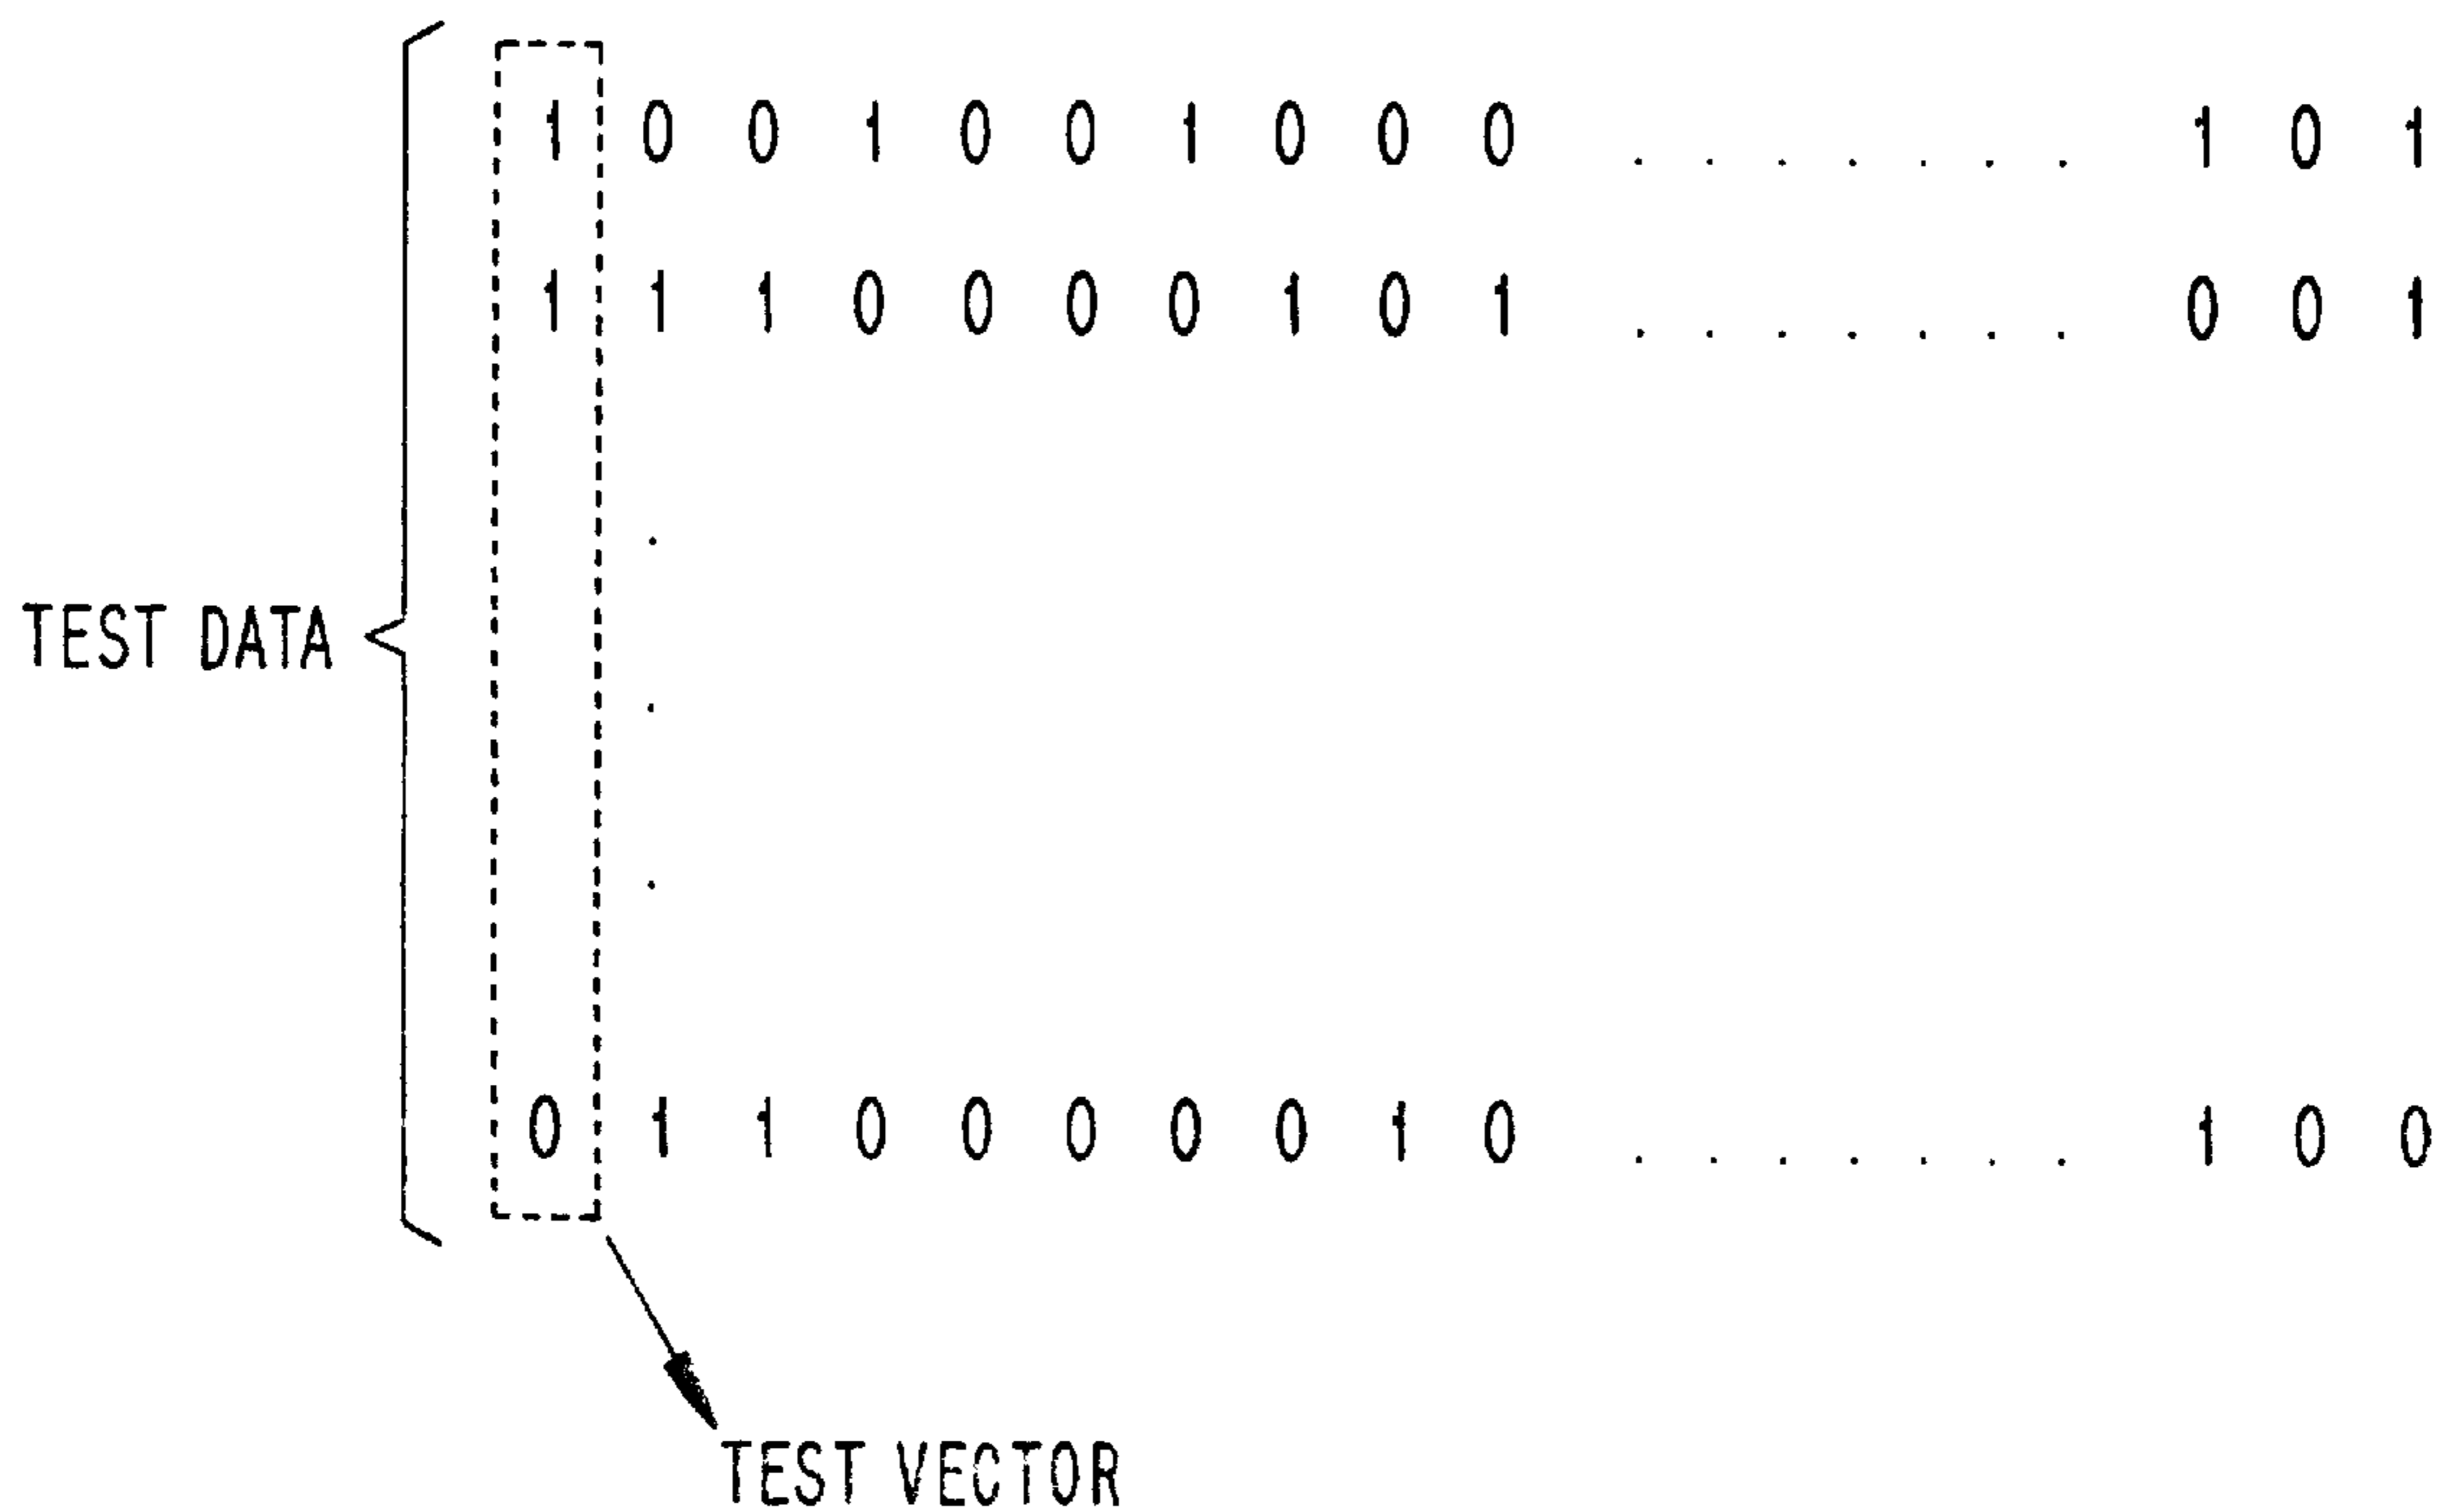 1 0 0 1 0 0 1 0 0 0 . . . . . . . 1 0 1
1 1 1 0 0 0 0 1 0 1 . . . . . . . 0 0 1
.
TEST DATA
.
.
0 1 1 0 0 0 0 0 1 0 . . . . . . . 1 0 0
TEST VECTOR